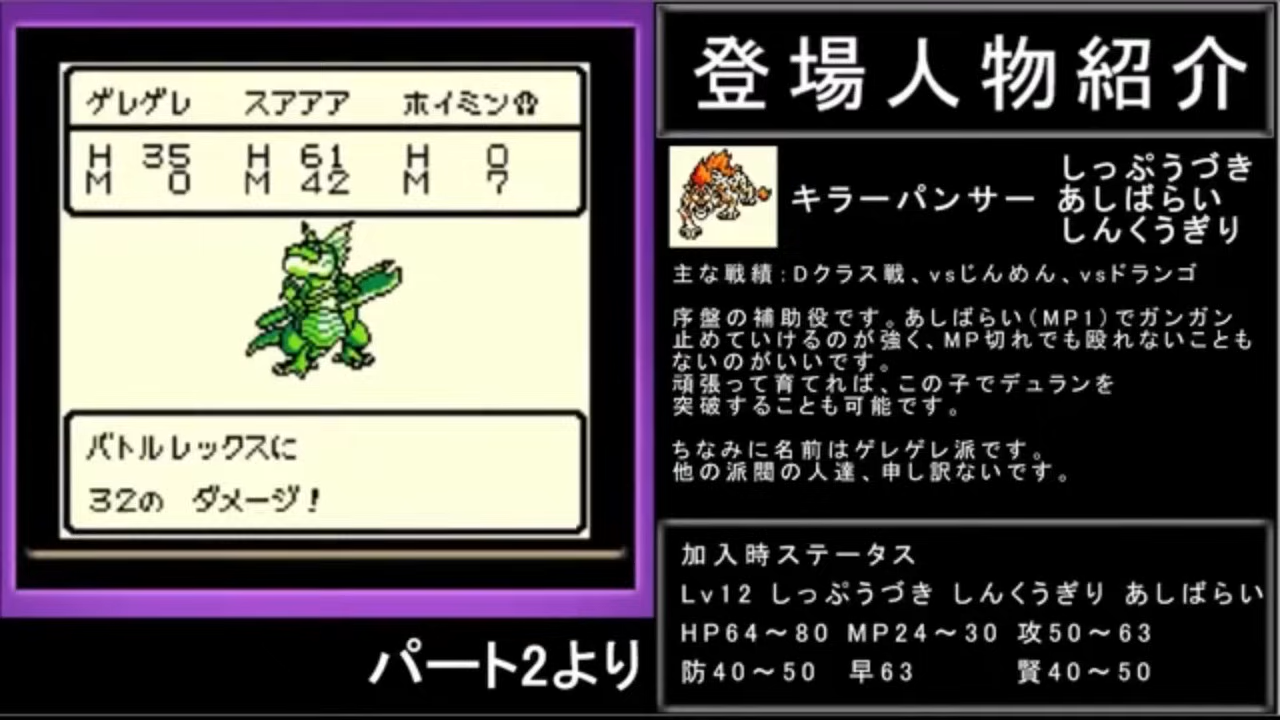 ゲレゲレ スアアア ホイミン
H 35 H 61 H 0
M 0 M 42 M 7
バトルレックスに
32の ダメージ!
パート2より
登場人物紹介
キラーパンサー
しっぷうづき
あしばらい
しんくうぎり
主な戦績:Dクラス戦、vsじんめん、vsドランゴ
序盤の補助役です。あしばらい(MP1)でガンガン
止めていけるのが強く、MP切れでも殴れないことも
ないのがいいです。
頑張って育てれば、この子でデュランを
突破することも可能です。
ちなみに名前はゲレゲレ派です。
他の派閥の人達、申し訳ないです。
加入時ステータス
Lv12 しっぷうづき しんくうぎり あしばらい
HP64～80 MP24～30 攻50～63
防40～50 早63 賢40～50